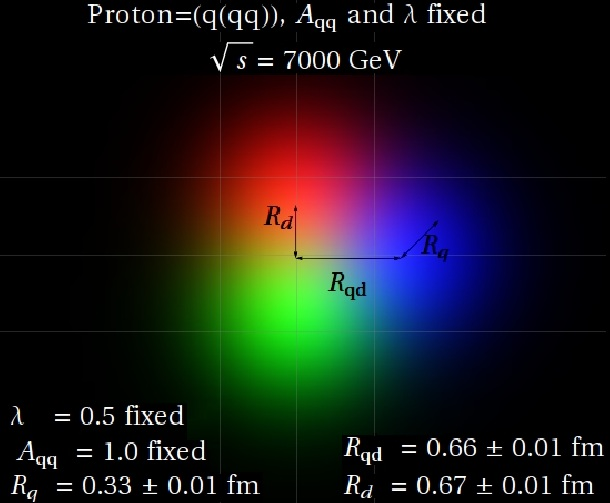 Proton=(q(qq)), A_qq and λ fixed
√s = 7000 GeV
R_d
R_q
R_qd
λ = 0.5 fixed
A_qq = 1.0 fixed
R_q = 0.33 ± 0.01 fm
R_qd = 0.66 ± 0.01 fm
R_d = 0.67 ± 0.01 fm